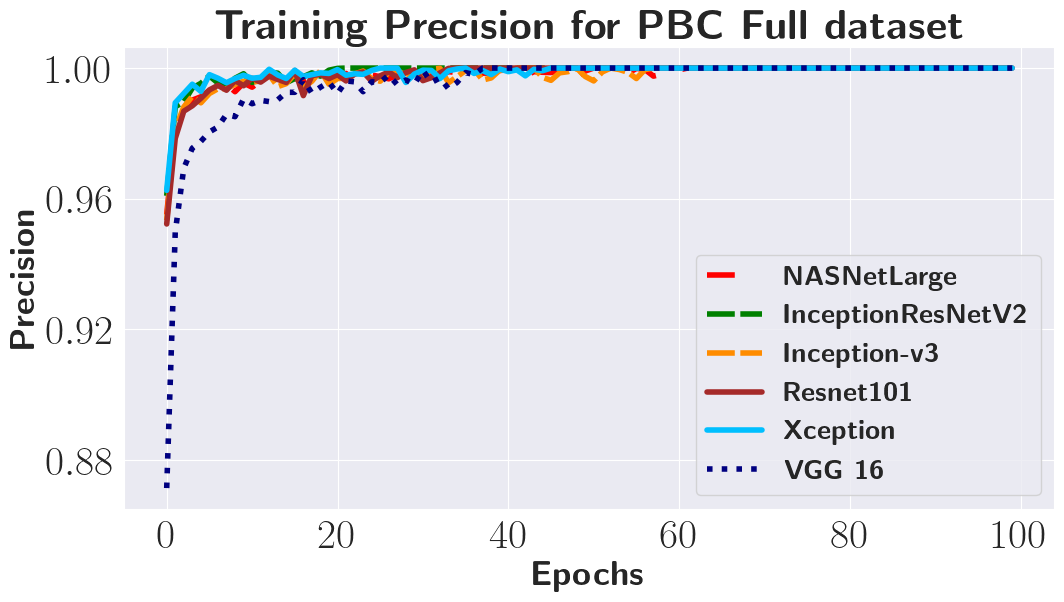 Training Precision for PBC Full dataset
1.00
0.96
0.92
0.88
Precision
NASNetLarge
InceptionResNetV2
Inception-v3
Resnet101
Xception
VGG 16
0 20 40 60 80 100
Epochs